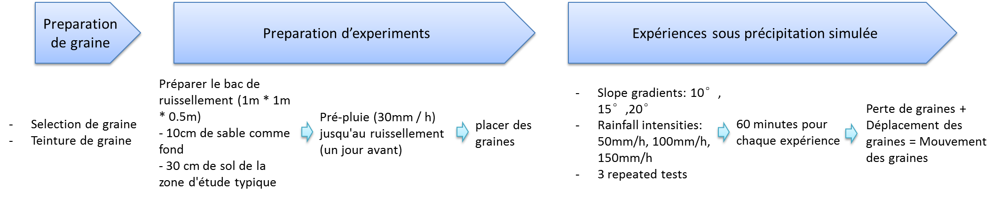 Preparation
de graine
Preparation d’experiments
Expériences sous précipitation simulée
- Selection de graine
- Teinture de graine
Préparer le bac de
ruissellement (1m * 1m
* 0.5m)
- 10cm de sable comme
fond
- 30 cm de sol de la
zone d'étude typique
Pré-pluie (30mm / h)
jusqu'au ruissellement
(un jour avant)
placer des
graines
- Slope gradients: 10° ,
15° ,20°
- Rainfall intensities:
50mm/h, 100mm/h,
150mm/h
- 3 repeated tests
60 minutes pour
chaque expérience
Perte de graines +
Déplacement des
graines = Mouvement
des graines